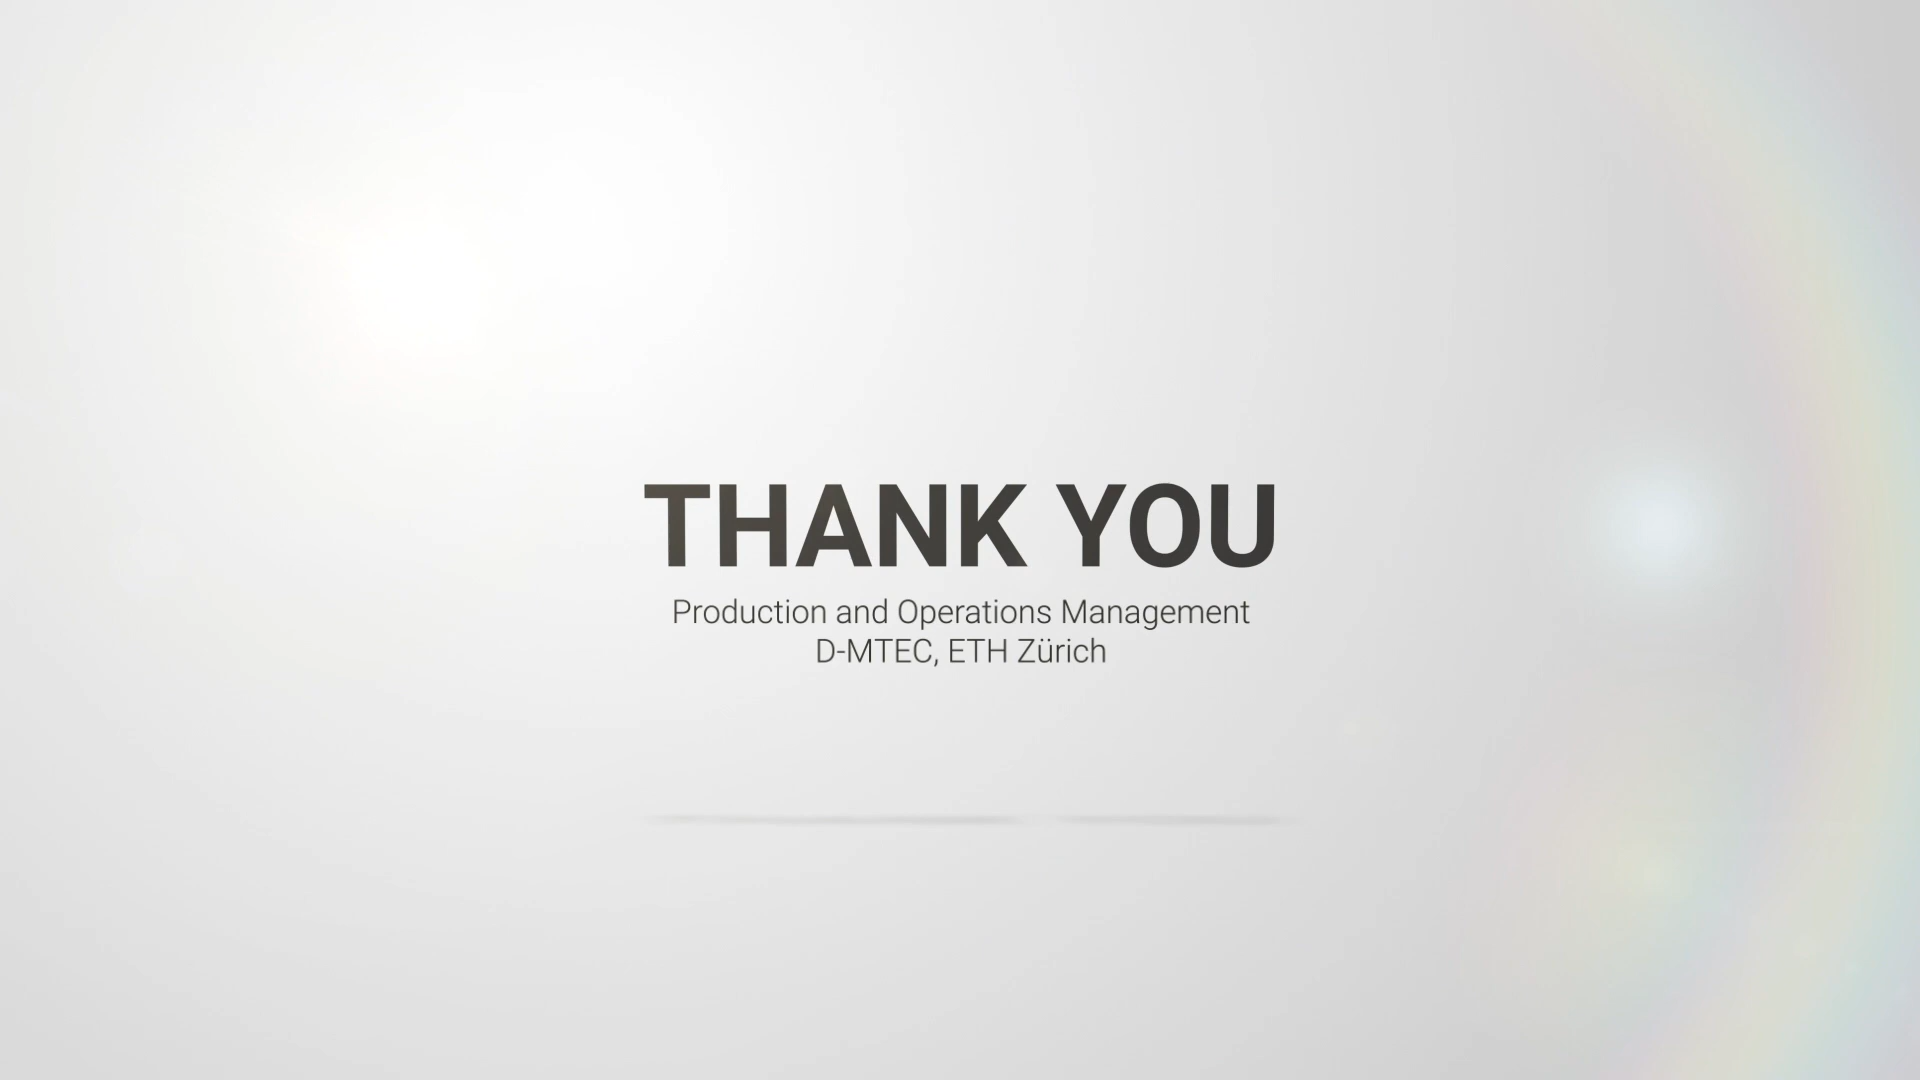 THANK YOU
Production and Operations Management
D-MTEC, ETH Zürich